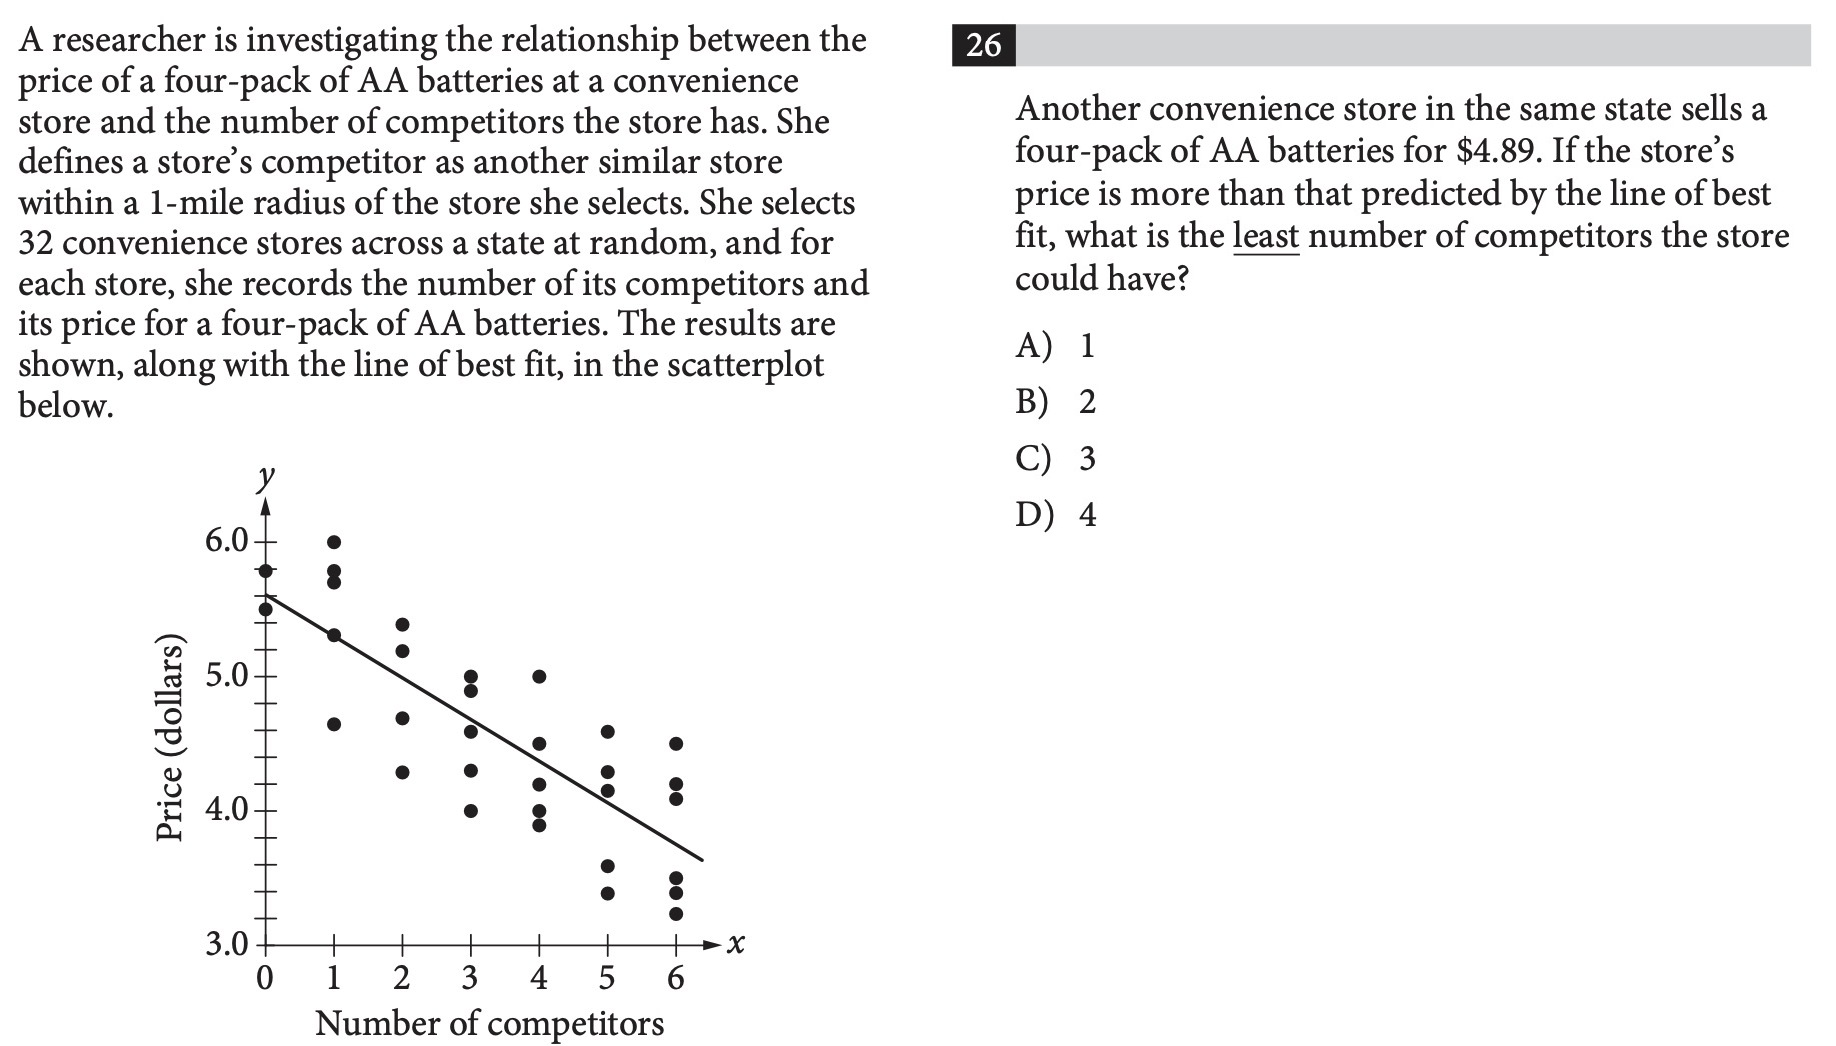 A researcher is investigating the relationship between the
price of a four-pack of AA batteries at a convenience
store and the number of competitors the store has. She
defines a store’s competitor as another similar store
within a 1-mile radius of the store she selects. She selects
32 convenience stores across a state at random, and for
each store, she records the number of its competitors and
its price for a four-pack of AA batteries. The results are
shown, along with the line of best fit, in the scatterplot
below.
y
6.0
5.0
4.0
3.0
Price (dollars)
0 1 2 3 4 5 6
x
Number of competitors
26
Another convenience store in the same state sells a
four-pack of AA batteries for $4.89. If the store’s
price is more than that predicted by the line of best
fit, what is the least number of competitors the store
could have?
A) 1
B) 2
C) 3
D) 4